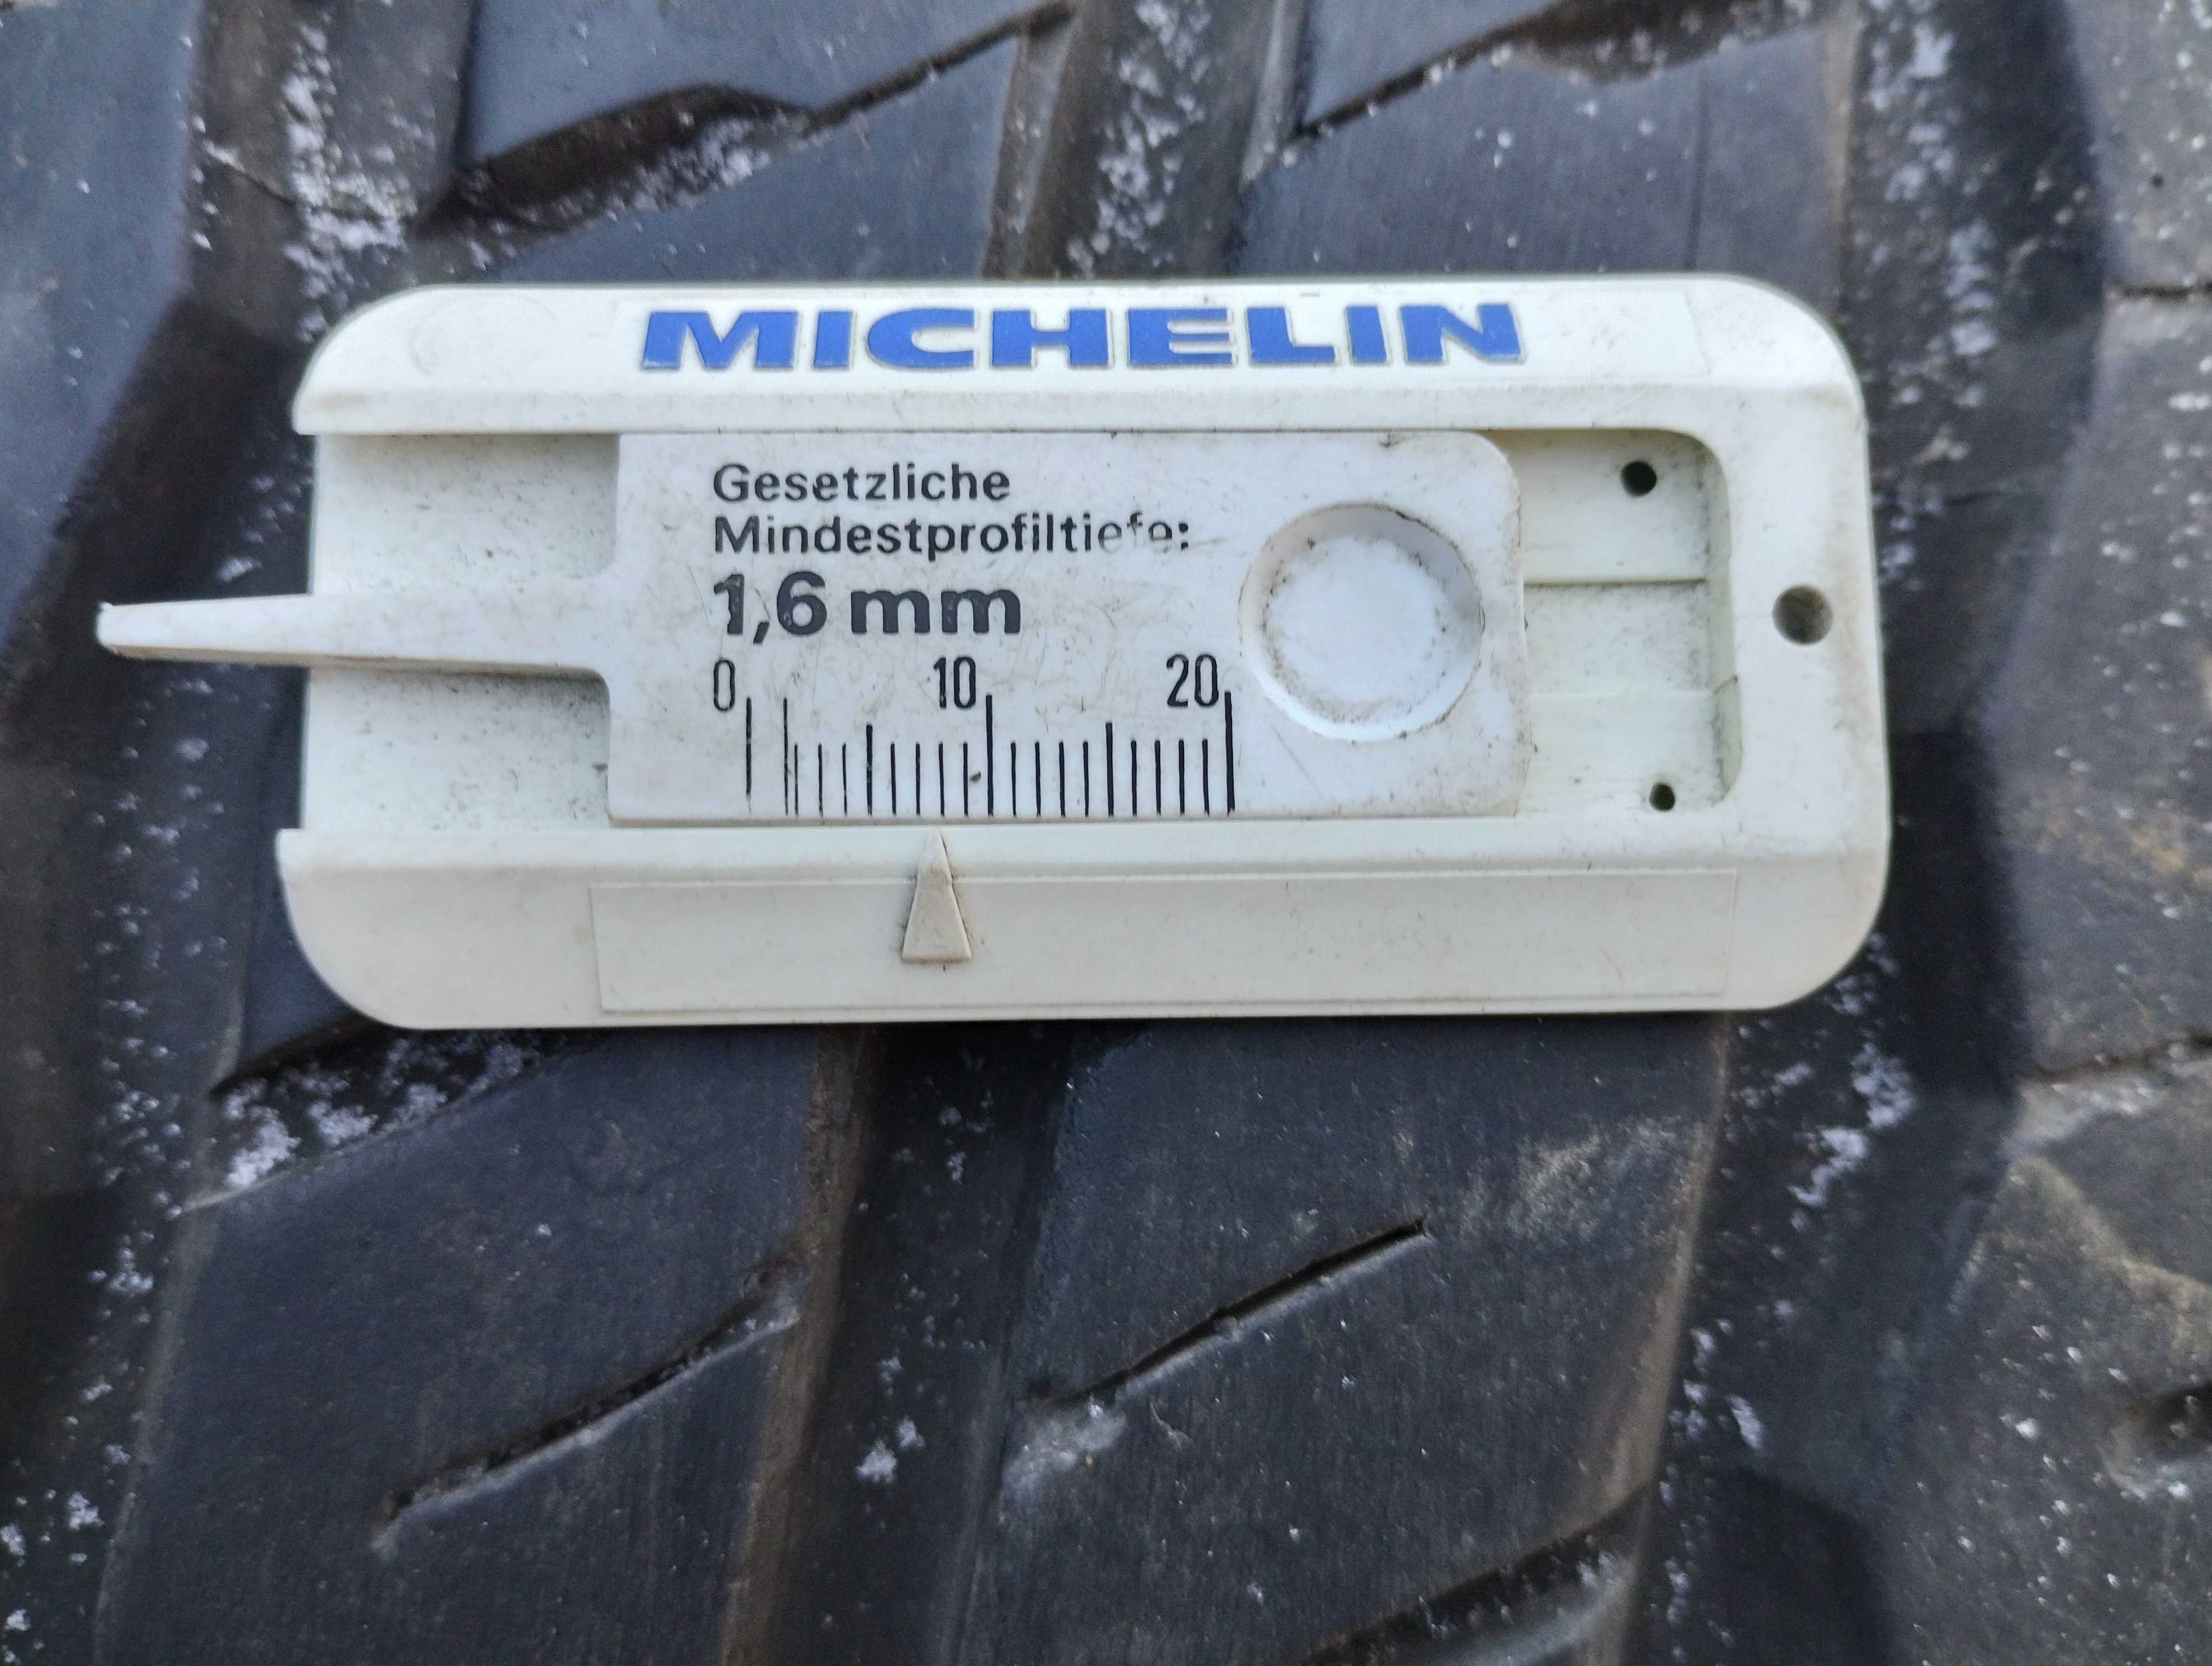 MICHELIN
Gesetzliche
Mindestprofiltiefe:
1,6 mm
0 10 20